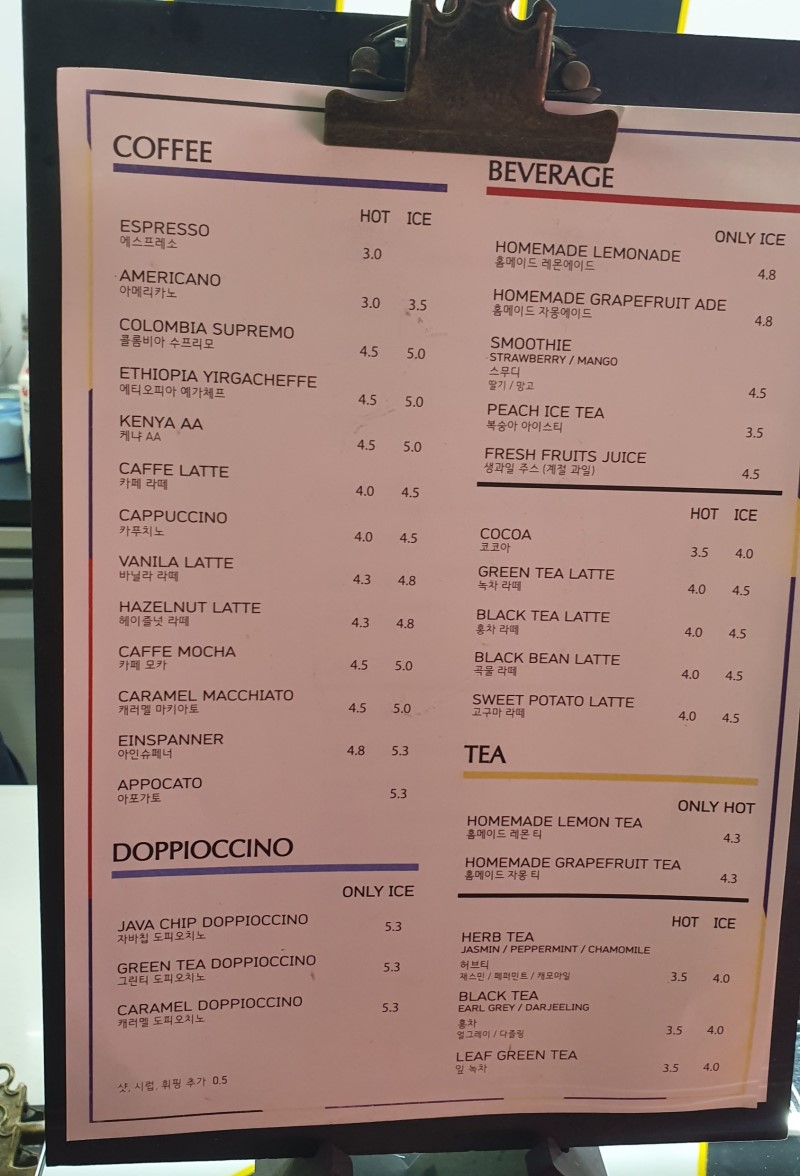 COFFEE
HOT ICE
ESPRESSO
에스프레소
3.0
AMERICANO
아메리카노
3.0 3.5
COLOMBIA SUPREMO
콜롬비아 수프리모
4.5 5.0
ETHIOPIA YIRGACHEFFE
에티오피아 예가체프
4.5 5.0
KENYA AA
케냐 AA
4.5 5.0
CAFFE LATTE
카페 라떼
4.0 4.5
CAPPUCCINO
카푸치노
4.0 4.5
VANILA LATTE
바닐라 라떼
4.3 4.8
HAZELNUT LATTE
헤이즐넛 라떼
4.3 4.8
CAFFE MOCHA
카페 모카
4.5 5.0
CARAMEL MACCHIATO
캐러멜 마키아토
4.5 5.0
EINSPANNER
아인슈페너
4.8 5.3
APPOCATO
아포가토
5.3
DOPPIOCCINO
ONLY ICE
JAVA CHIP DOPPIOCCINO
자바칩 도피오치노
5.3
GREEN TEA DOPPIOCCINO
그린티 도피오치노
5.3
CARAMEL DOPPIOCCINO
캐러멜 도피오치노
5.3
샷, 시럽, 휘핑 추가 0.5
BEVERAGE
ONLY ICE
HOMEMADE LEMONADE
홈메이드 레몬에이드
4.8
HOMEMADE GRAPEFRUIT ADE
홈메이드 자몽에이드
4.8
SMOOTHIE
STRAWBERRY / MANGO
스무디
딸기 / 망고
4.5
PEACH ICE TEA
복숭아 아이스티
3.5
FRESH FRUITS JUICE
생과일 주스 (계절 과일)
4.5
HOT ICE
COCOA
코코아
3.5 4.0
GREEN TEA LATTE
녹차 라떼
4.0 4.5
BLACK TEA LATTE
홍차 라떼
4.0 4.5
BLACK BEAN LATTE
곡물 라떼
4.0 4.5
SWEET POTATO LATTE
고구마 라떼
4.0 4.5
TEA
ONLY HOT
HOMEMADE LEMON TEA
홈메이드 레몬 티
4.3
HOMEMADE GRAPEFRUIT TEA
홈메이드 자몽 티
4.3
HOT ICE
HERB TEA
JASMIN / PEPPERMINT / CHAMOMILE
허브티
재스민 / 페퍼민트 / 캐모마일
3.5 4.0
BLACK TEA
EARL GREY / DARJEELING
홍차
얼그레이 / 다즐링
3.5 4.0
LEAF GREEN TEA
잎 녹차
3.5 4.0